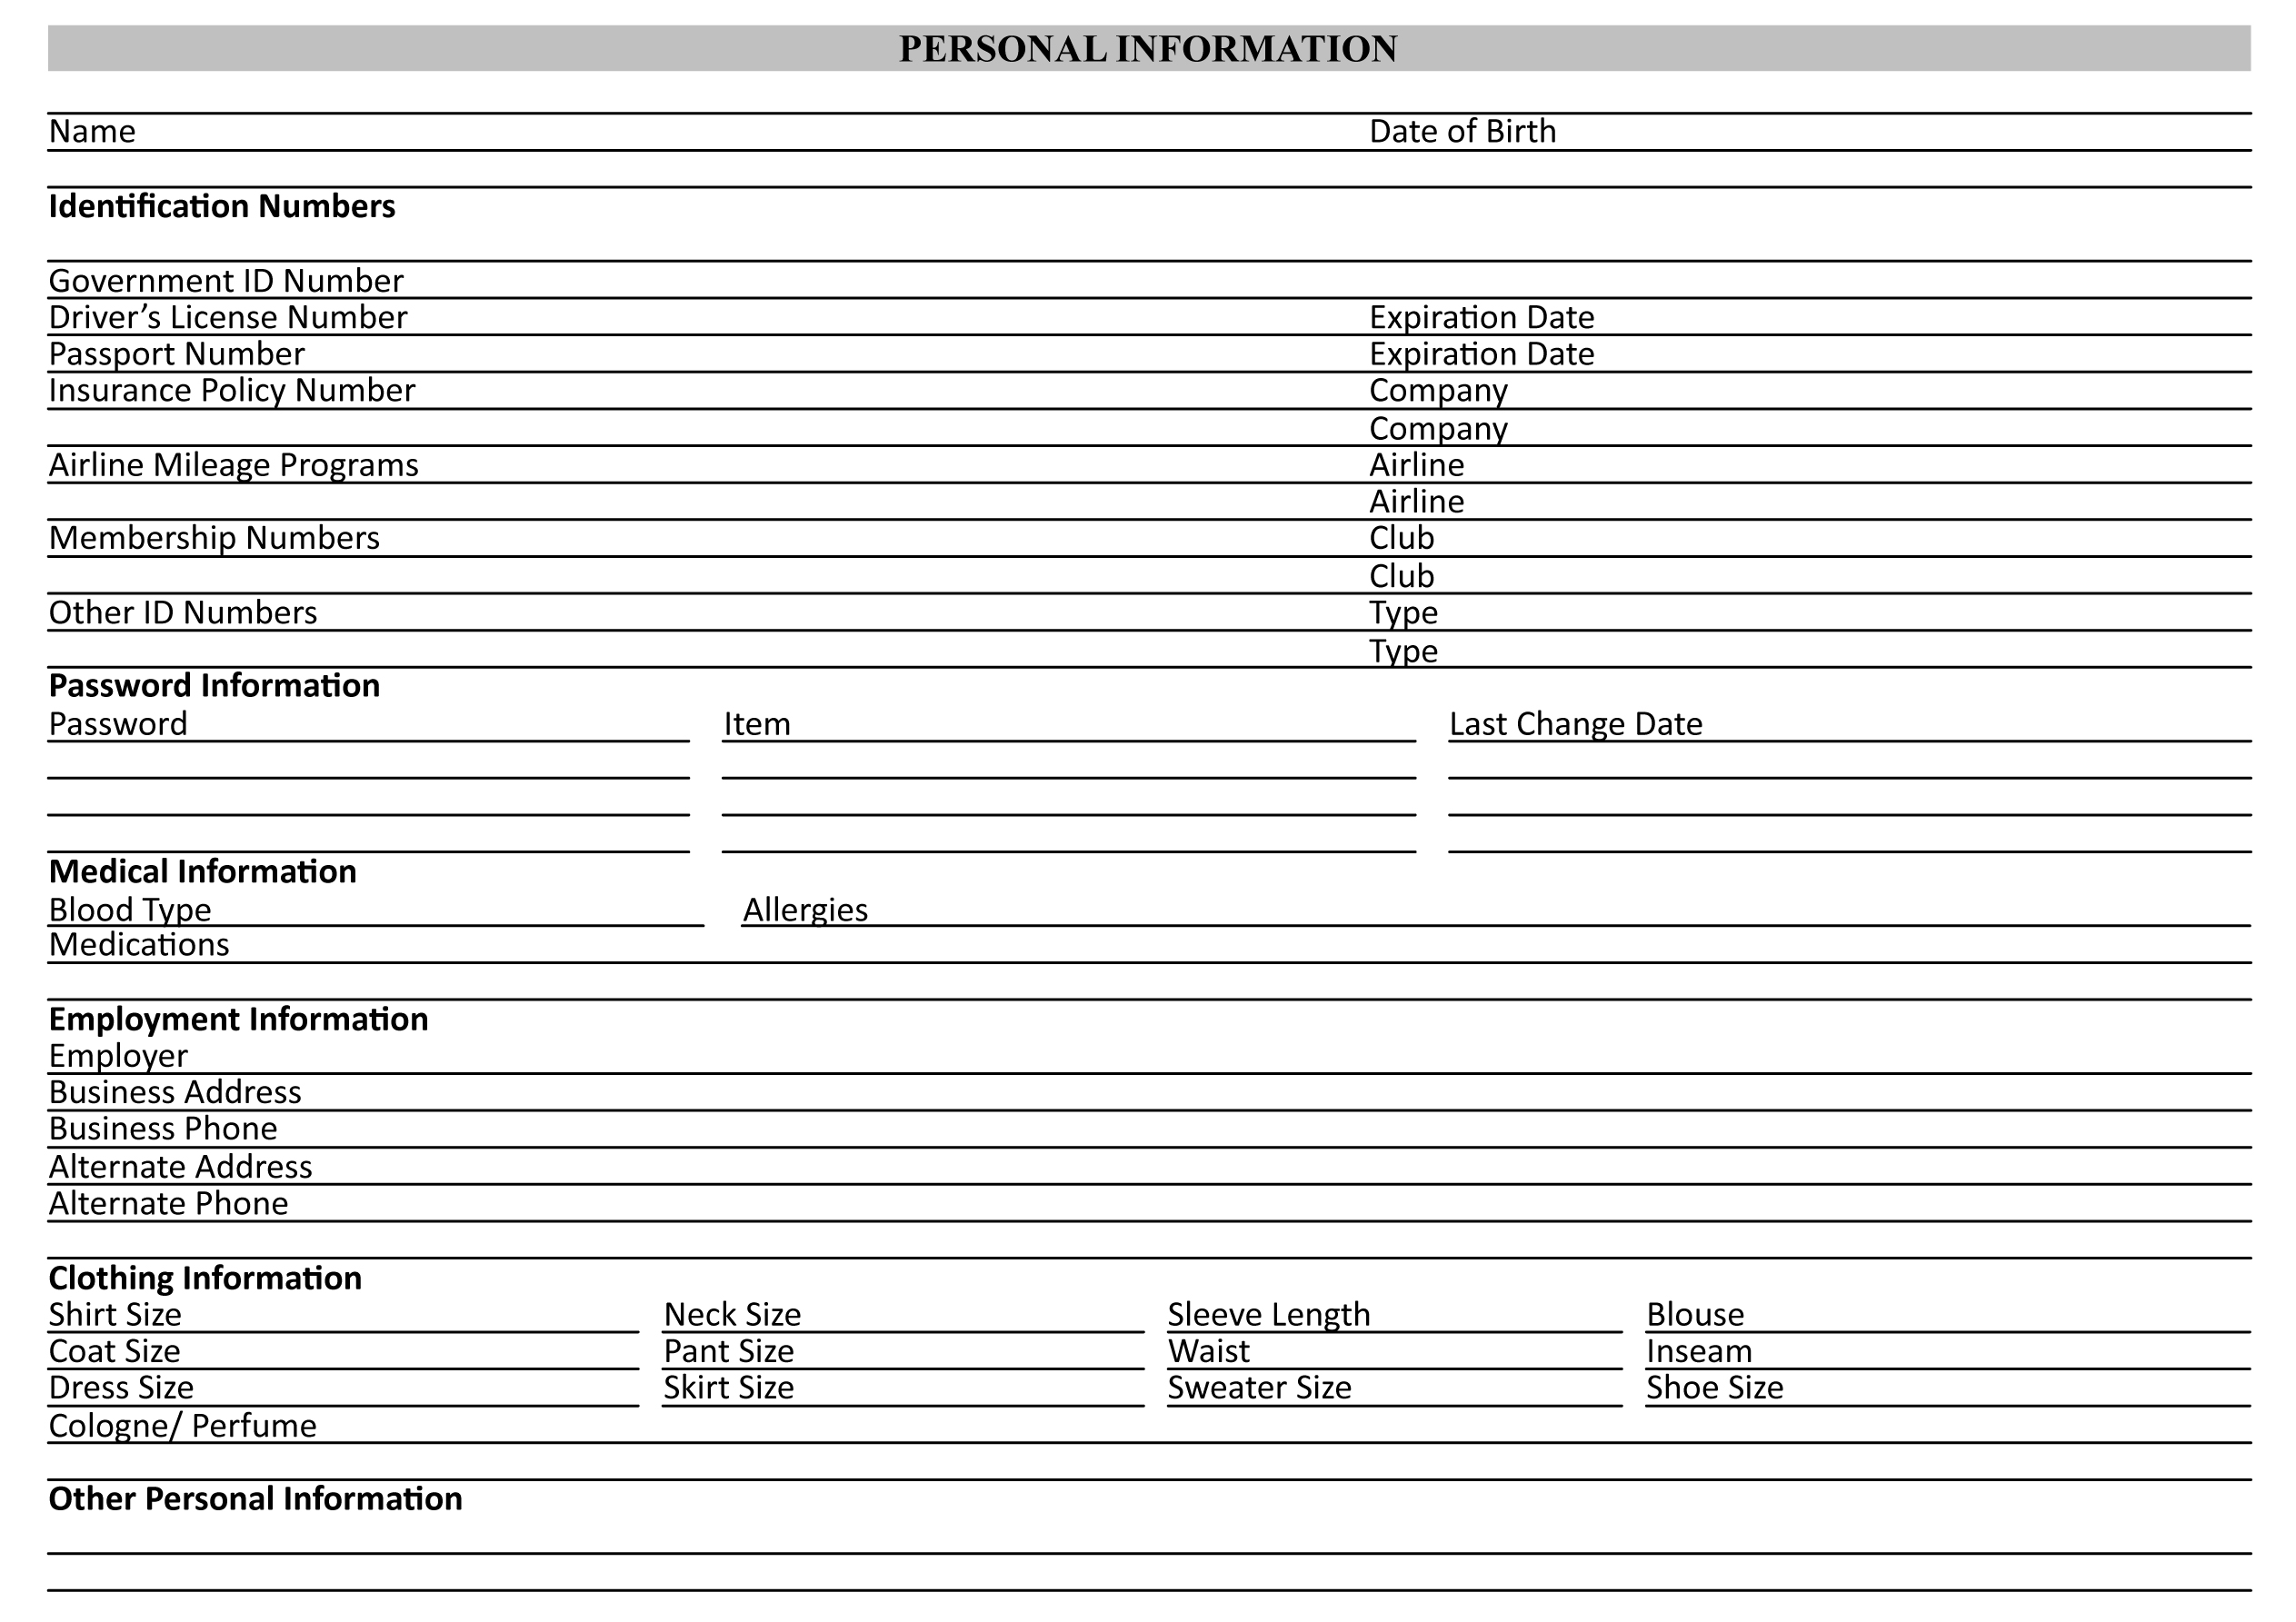 PERSONAL INFORMATION
Name Date of Birth
Identification Numbers
Government ID Number
Driver’s License Number Expiration Date
Passport Number Expiration Date
Insurance Policy Number Company
Company
Airline Mileage Programs Airline
Airline
Membership Numbers Club
Club
Other ID Numbers Type
Type
Password Information
Password Item Last Change Date
Medical Information
Blood Type Allergies
Medications
Employment Information
Employer
Business Address
Business Phone
Alternate Address
Alternate Phone
Clothing Information
Shirt Size Neck Size Sleeve Length Blouse
Coat Size Pant Size Waist Inseam
Dress Size Skirt Size Sweater Size Shoe Size
Cologne/ Perfume
Other Personal Information